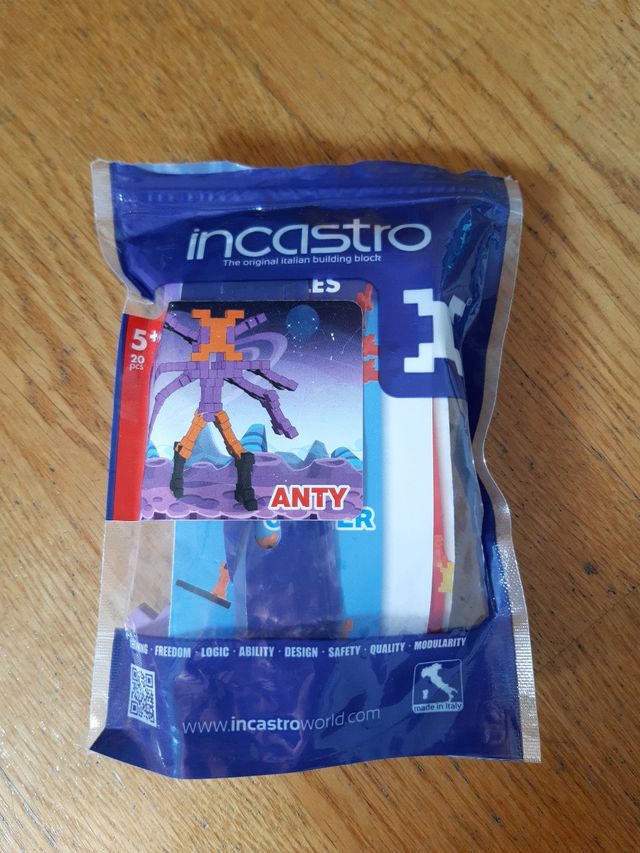 incastro
The original italian building block
ES
5+
20
pcs
ANTY
ER
· FREEDOM · LOGIC · ABILITY · DESIGN · SAFETY · QUALITY · MODULARITY
made in Italy
www.incastroworld.com